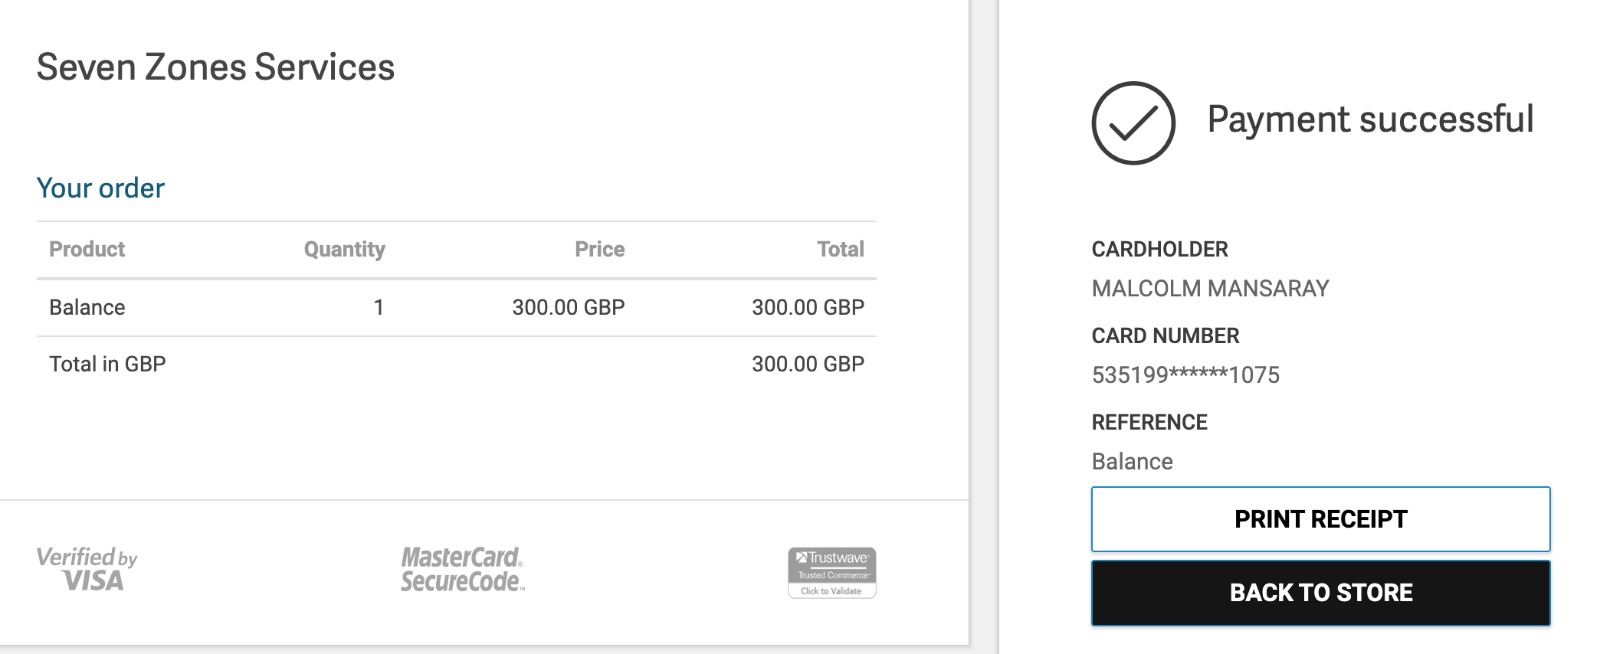 Seven Zones Services
Your order
Product Quantity Price Total
Balance 1 300.00 GBP 300.00 GBP
Total in GBP 300.00 GBP
Verified by
VISA
MasterCard®
SecureCode™
Trustwave®
Trusted Commerce™
Click to Validate
Payment successful
CARDHOLDER
MALCOLM MANSARAY
CARD NUMBER
535199******1075
REFERENCE
Balance
PRINT RECEIPT
BACK TO STORE